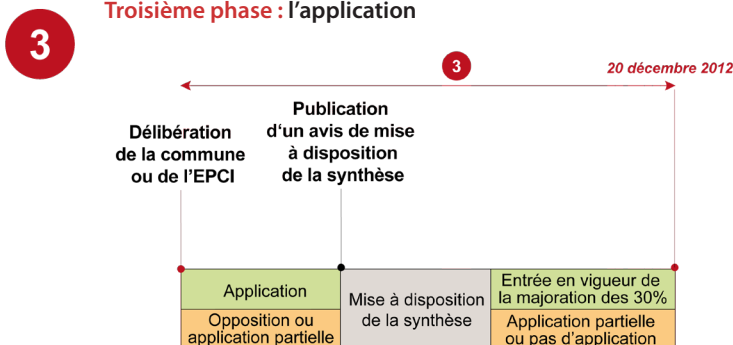 3
Troisième phase : l'application
3
20 décembre 2012
Publication
d'un avis de mise
à disposition
de la synthèse
Délibération
de la commune
ou de l'EPCI
Application
Opposition ou
application partielle
Mise à disposition
de la synthèse
Entrée en vigueur de
la majoration des 30%
Application partielle
ou pas d'application